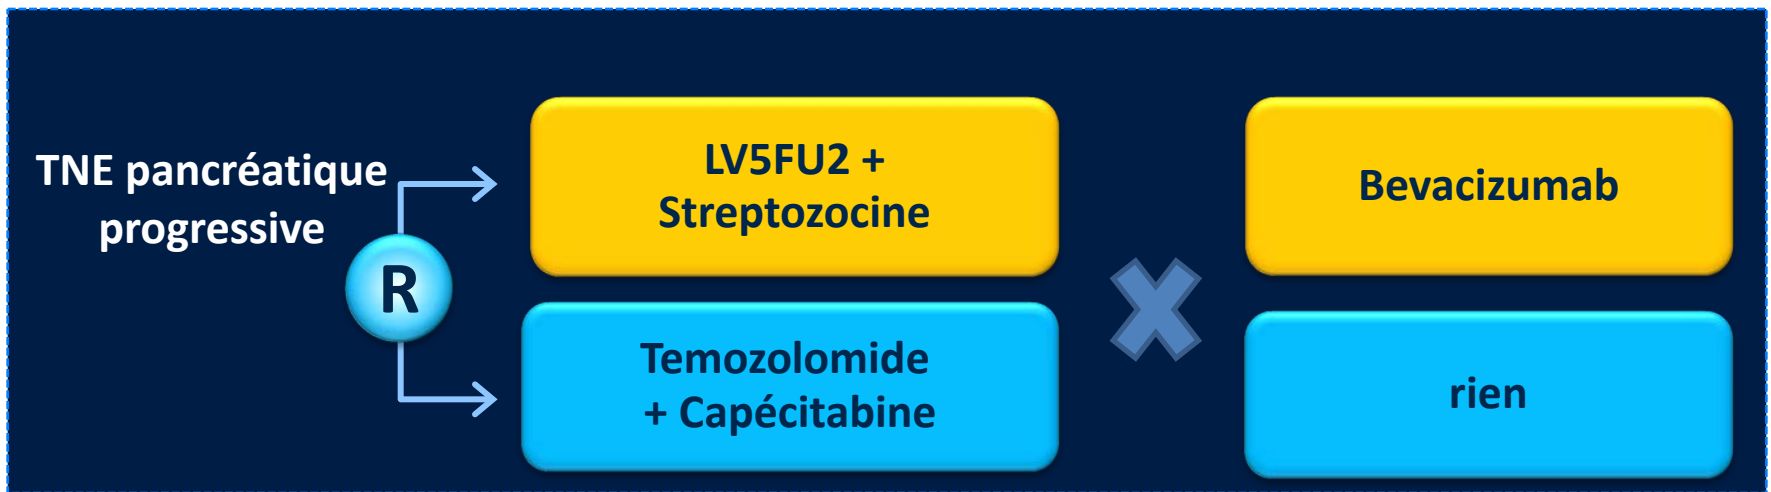 TNE pancréatique
progressive
R
LV5FU2 +
Streptozocine
Temozolomide
+ Capécitabine
Bevacizumab
rien